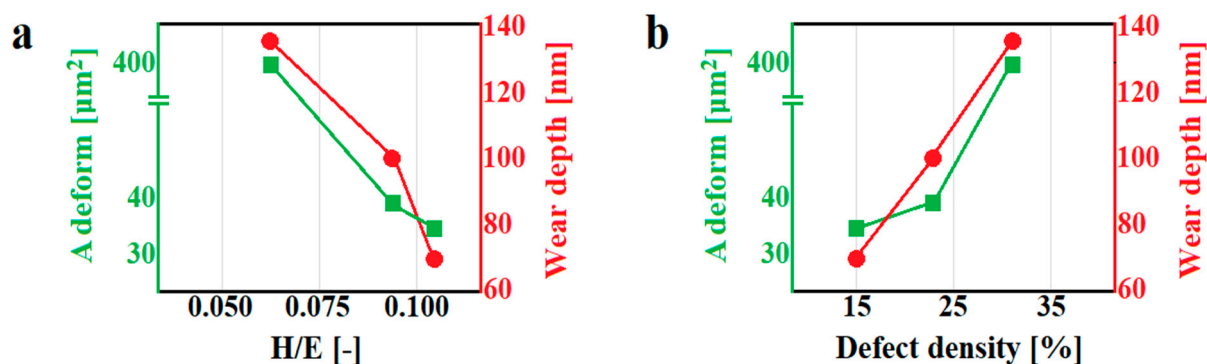 a
A deform [μm²]
400
40
30
Wear depth [nm]
140
120
100
80
60
0.050 0.075 0.100
H/E [-]
b
A deform [μm²]
400
40
30
Wear depth [nm]
140
120
100
80
60
15 25 35
Defect density [%]